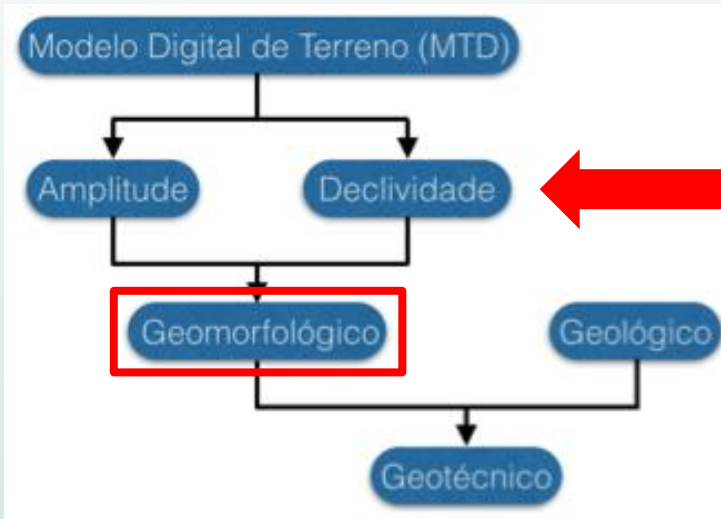 Modelo Digital de Terreno (MTD)
Amplitude
Declividade
Geomorfológico
Geológico
Geotécnico